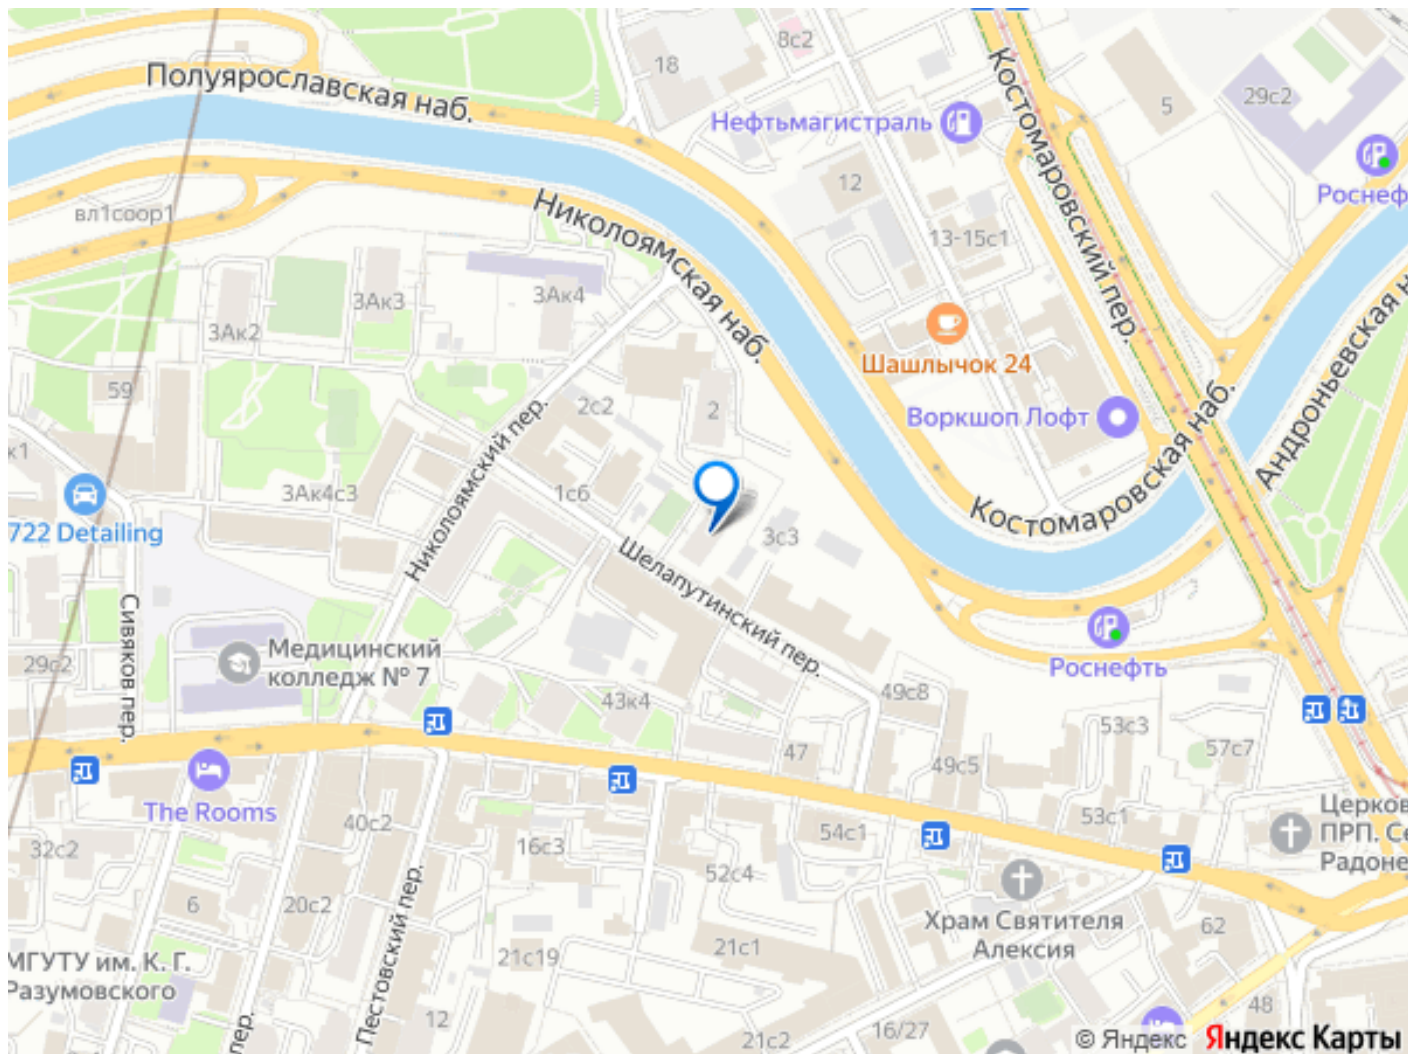 8с2
18
Полуярославская наб.
5
29с2
Нефтьмагистраль
Костомаровский пер.
12
Роснеф
вл1соор1
Николоямская наб.
13-15с1
3Ак3
3Ак4
3Ак2
Шашлычок 24
Андроньевская н
59
2с2
2
Воркшоп Лофт
Костомаровская наб.
к1
Николоямский пер.
3Ак4с3
1с6
722 Detailing
3с3
Шелапутинский пер.
Сивяков пер.
Медицинский
колледж № 7
29с2
Роснефть
43к4
49с8
53с3
47
49с5
57с7
The Rooms
40с2
54с1
53с1
Церков
ПРП. Се
Радоне
32с2
16с3
52с4
6
20с2
Пестовский пер.
Храм Святителя
Алексия
62
21с1
21с19
МГУТУ им. К. Г.
Разумовского
12
пер.
21с2
16/27
48
© Яндекс Яндекс Карты